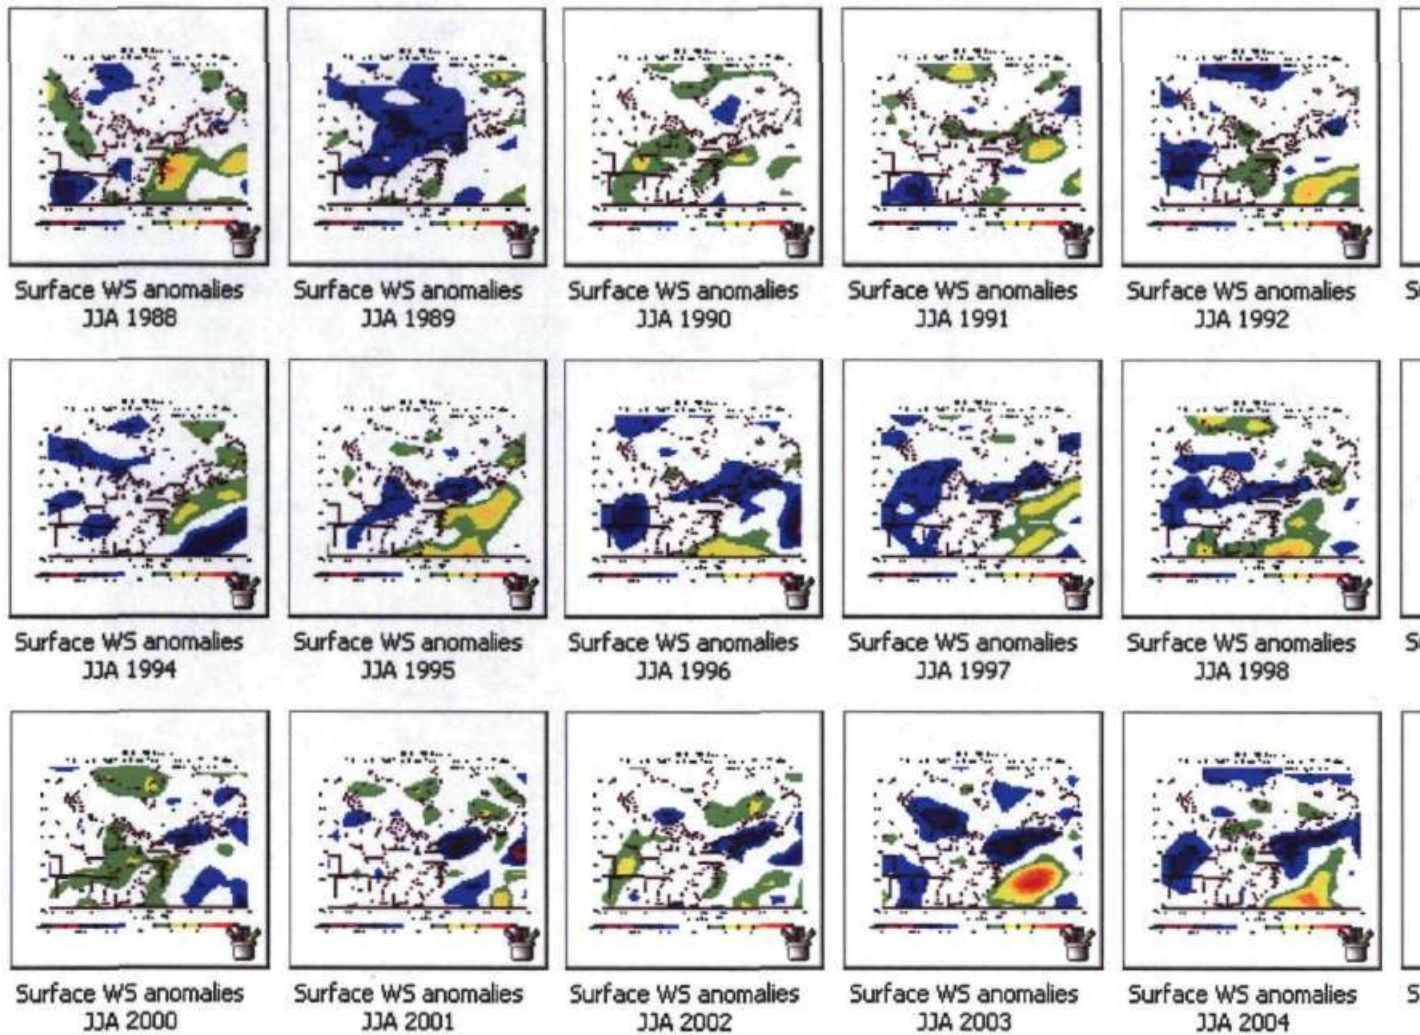 Surface WS anomalies
JJA 1988
Surface WS anomalies
JJA 1989
Surface WS anomalies
JJA 1990
Surface WS anomalies
JJA 1991
Surface WS anomalies
JJA 1992
Surface WS anomalies
JJA 1994
Surface WS anomalies
JJA 1995
Surface WS anomalies
JJA 1996
Surface WS anomalies
JJA 1997
Surface WS anomalies
JJA 1998
Surface WS anomalies
JJA 2000
Surface WS anomalies
JJA 2001
Surface WS anomalies
JJA 2002
Surface WS anomalies
JJA 2003
Surface WS anomalies
JJA 2004